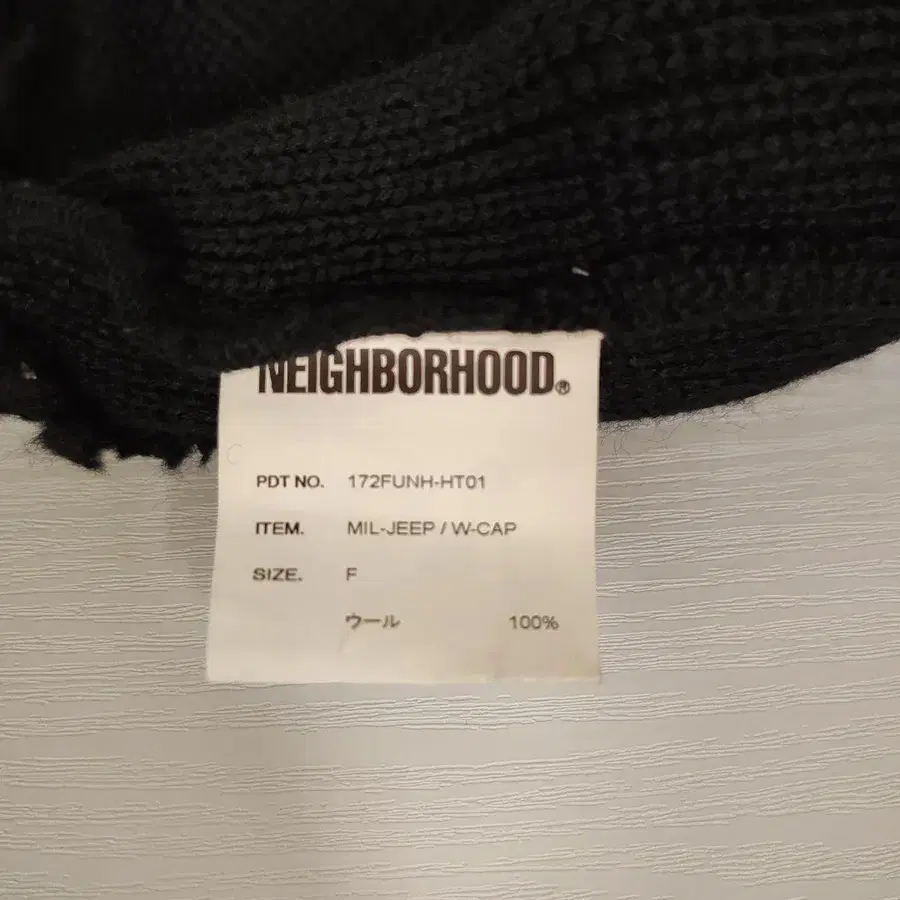 NEIGHBORHOOD®
PDT NO. 172FUNH-HT01
ITEM. MIL-JEEP / W-CAP
SIZE. F
ウール 100%